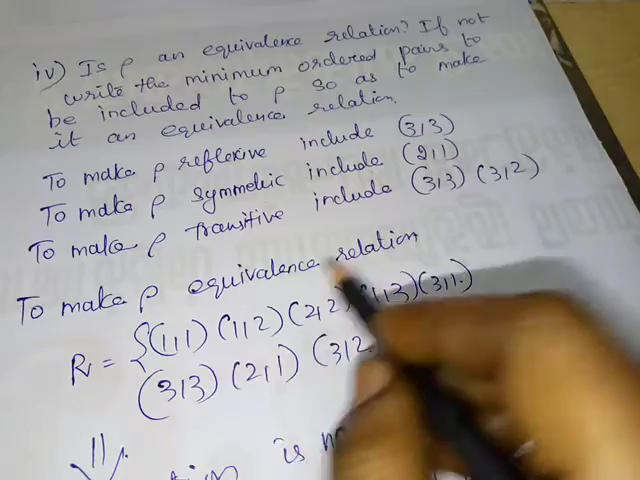 iv) Is ρ an equivalence relation? If not
write the minimum ordered pairs to
be included to ρ so as to make
it an equivalence relation.
To make ρ reflexive include (3,3)
To make ρ symmetric include (2,1)
To make ρ transitive include (3,3) (3,2)
To make ρ equivalence relation
R = {(1,1) (1,2) (2,2) (1,3) (3,1)
(3,3) (2,1) (3,2
is